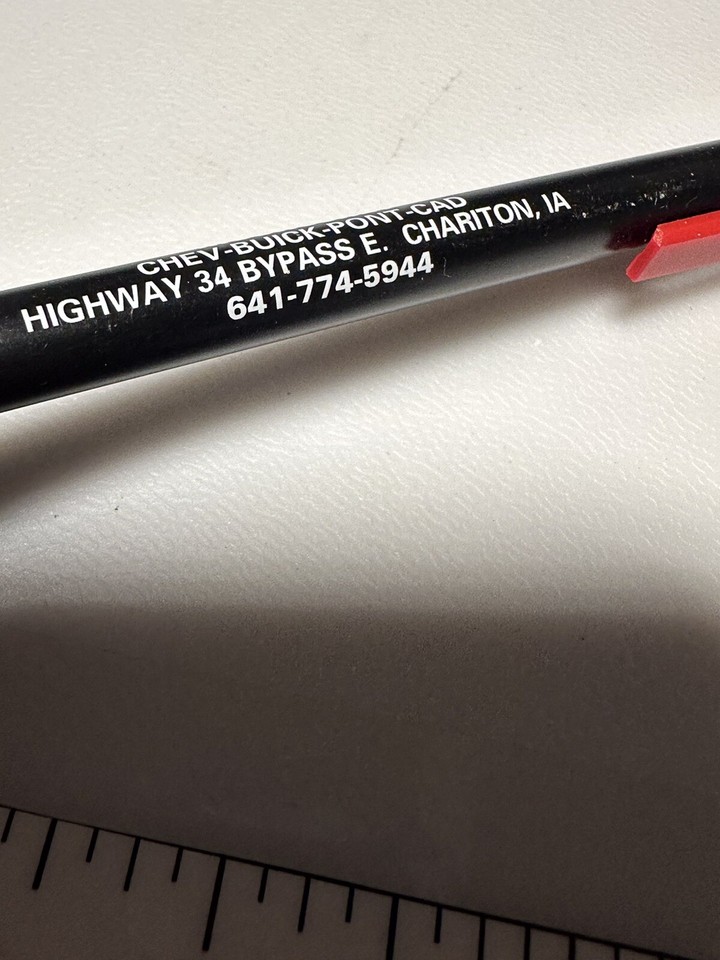 CHEV-BUICK-PONT-CAD
HIGHWAY 34 BYPASS E. CHARITON, IA
641-774-5944